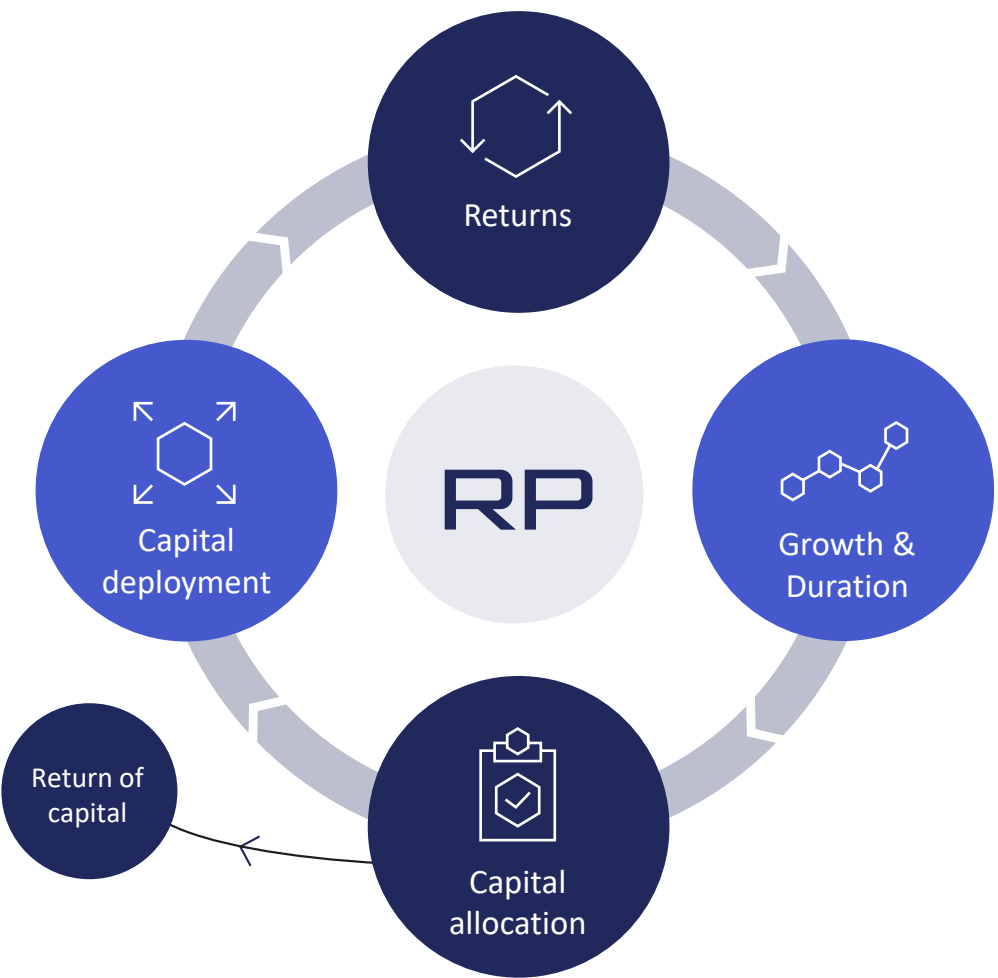 Returns
Capital
deployment
RP
Growth &
Duration
Return of
capital
Capital
allocation